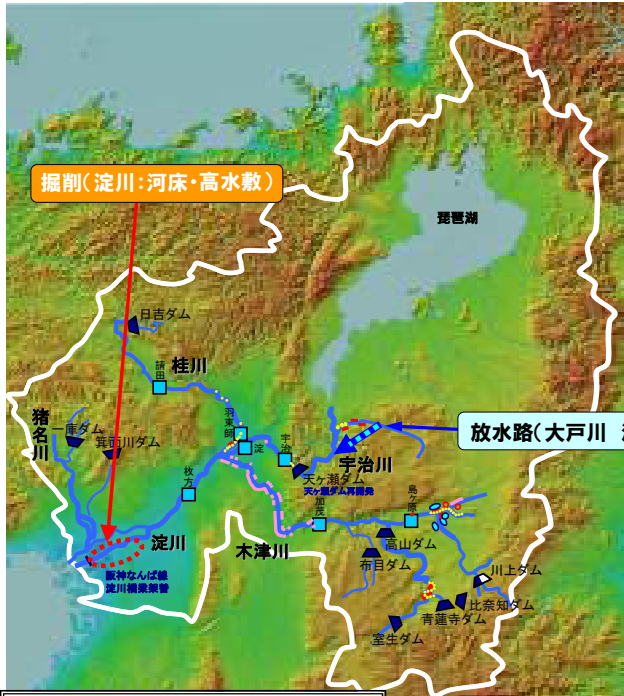 掘削(淀川:河床・高水敷)
琵琶湖
日吉ダム
桂川
請田
猪名川
一庫ダム
箕面川ダム
羽束師
淀
宇治
放水路(大戸川
宇治川
天ヶ瀬ダム
天ヶ瀬ダム再開発
枚方
加茂
島ヶ原
淀川
木津川
高山ダム
布目ダム
川上ダム
阪神なんば線
淀川橋梁架替
比奈知ダム
青蓮寺ダム
室生ダム